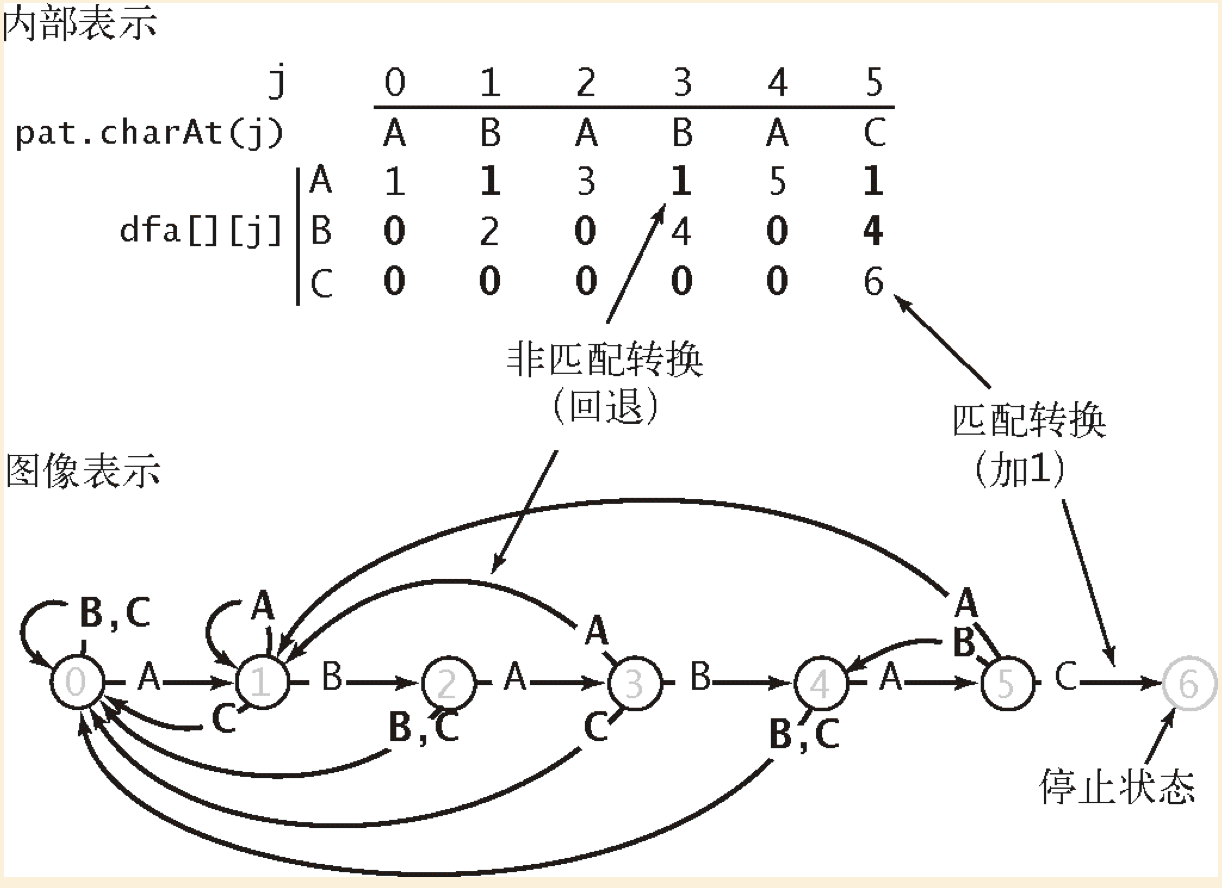 内部表示
j 0 1 2 3 4 5
pat.charAt(j) A B A B A C
A 1 1 3 1 5 1
dfa[][j] B 0 2 0 4 0 4
C 0 0 0 0 0 6
非匹配转换
(回退)
匹配转换
(加1)
图像表示
B,C A A
B
0 A 1 B 2 A 3 B 4 A 5 C 6
C B,C C B,C
停止状态